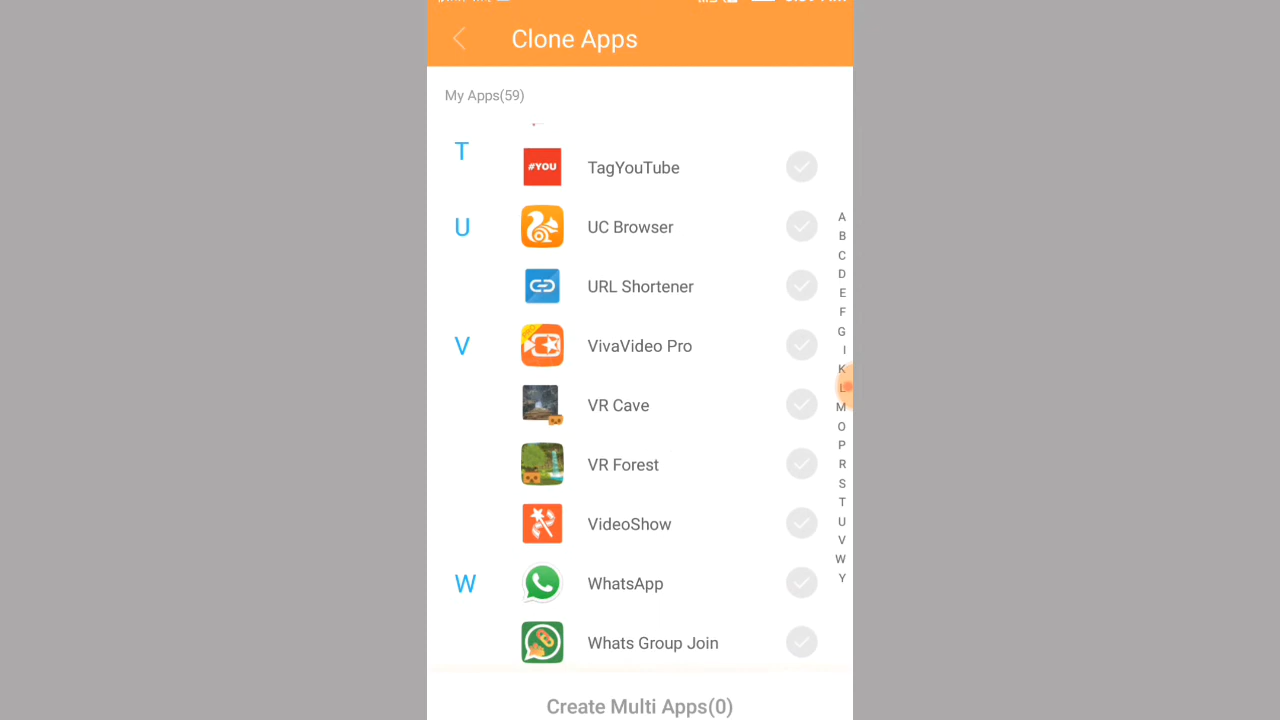 Clone Apps
My Apps(59)
T
#YOU
TagYouTube
U
UC Browser
URL Shortener
V
VivaVideo Pro
VR Cave
VR Forest
VideoShow
W
WhatsApp
Whats Group Join
A
B
C
D
E
F
G
I
K
L
M
O
P
R
S
T
U
V
W
Y
Create Multi Apps(0)